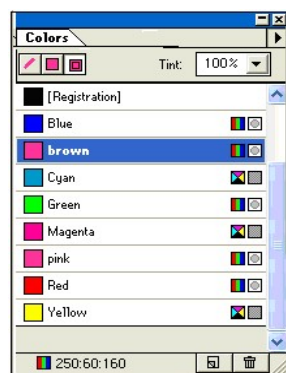 Colors
Tint: 100%
[Registration]
Blue
brown
Cyan
Green
Magenta
pink
Red
Yellow
250:60:160